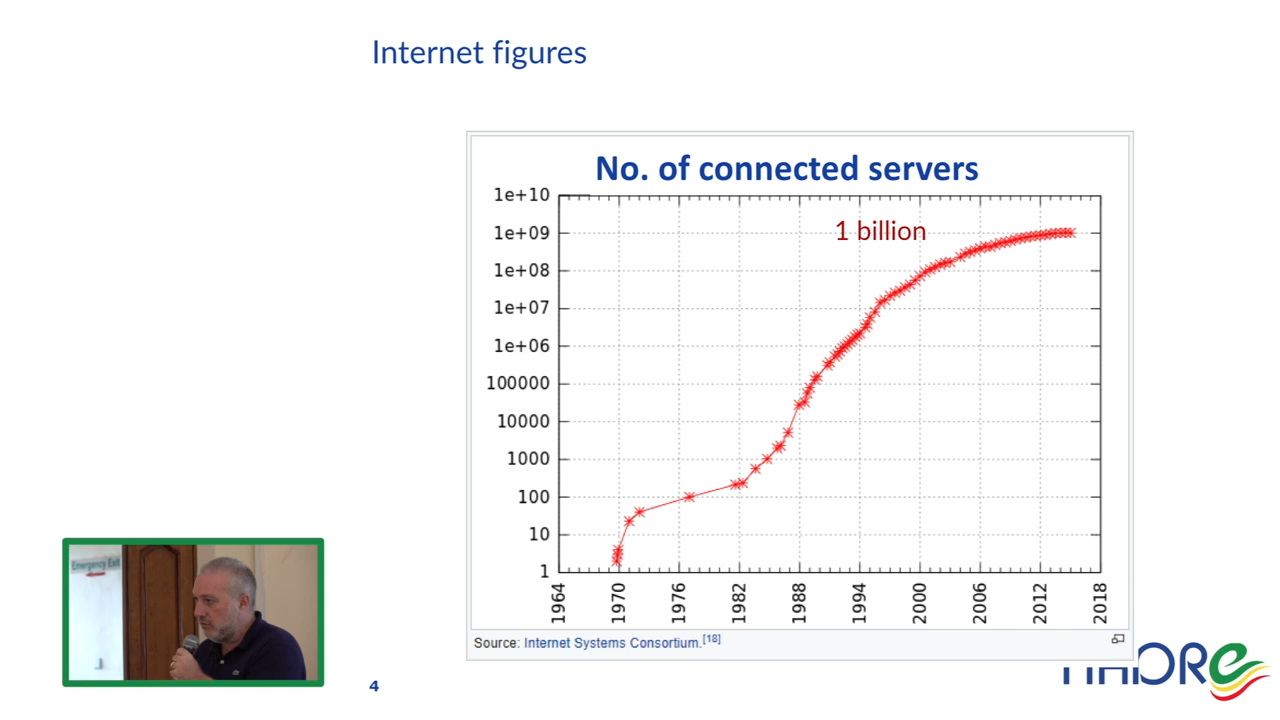 Internet figures
No. of connected servers
1e+10
1e+09
1 billion
1e+08
1e+07
1e+06
100000
10000
1000
100
10
1
1964 1970 1976 1982 1988 1994 2000 2006 2012 2018
Source: Internet Systems Consortium.[18]
Emergency Exit
4